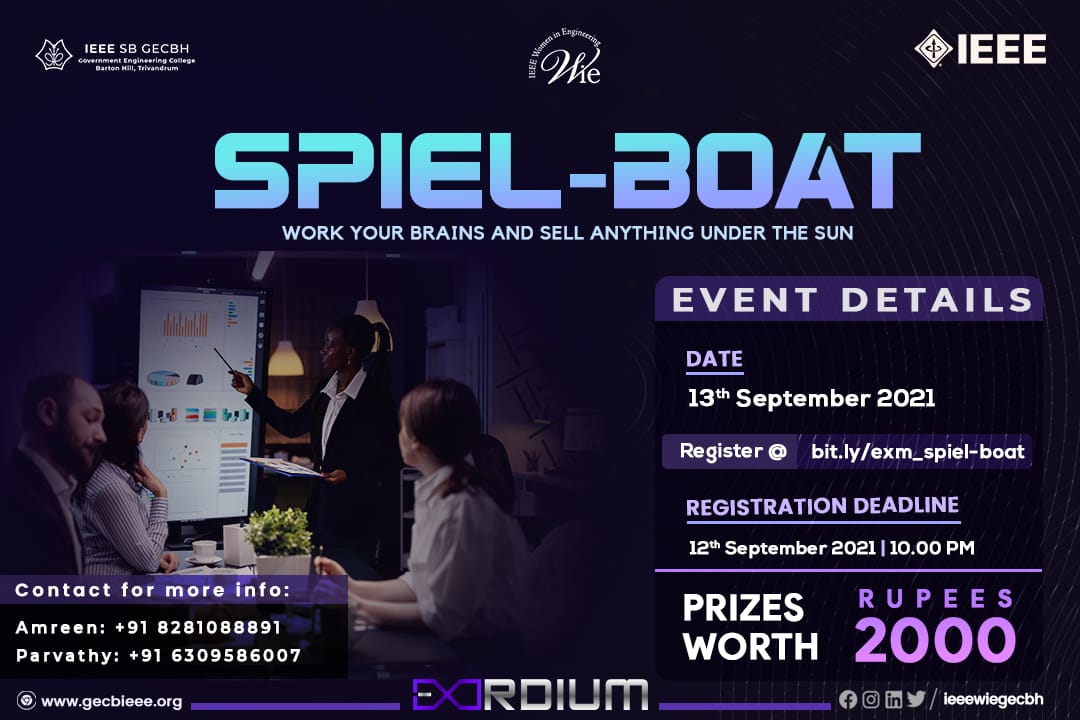 IEEE SB GECBH
Government Engineering College
Barton Hill, Trivandrum
IEEE Women in Engineering
Wie
IEEE
SPIEL-BOAT
WORK YOUR BRAINS AND SELL ANYTHING UNDER THE SUN
EVENT DETAILS
DATE
13th September 2021
Register @ bit.ly/exm_spiel-boat
REGISTRATION DEADLINE
12th September 2021 | 10.00 PM
PRIZES WORTH
RUPEES
2000
Contact for more info:
Amreen: +91 8281088891
Parvathy: +91 6309586007
www.gecbieee.org
EXORDIUM
/ ieeewiegecbh